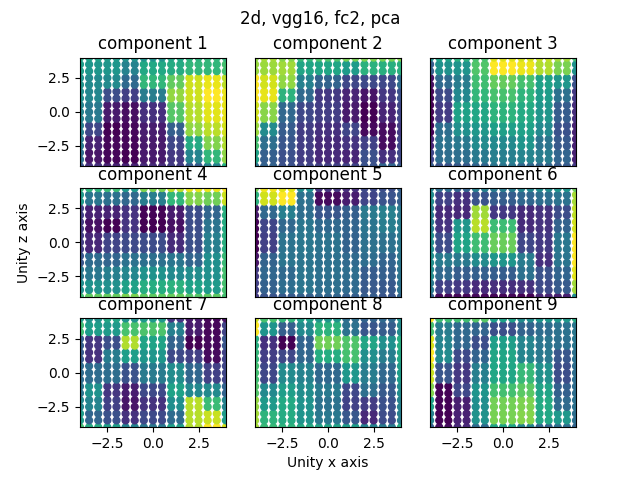 2d, vgg16, fc2, pca
component 1 component 2 component 3
2.5
0.0
−2.5
component 4 component 5 component 6
2.5
0.0
−2.5
Unity z axis
component 7 component 8 component 9
2.5
0.0
−2.5
−2.5 0.0 2.5 −2.5 0.0 2.5 −2.5 0.0 2.5
Unity x axis